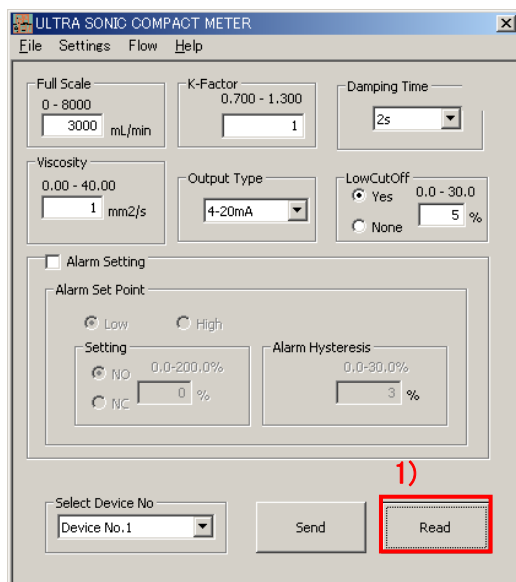 ULTRA SONIC COMPACT METER
File Settings Flow Help
Full Scale
0 - 8000
3000 mL/min
K-Factor
0.700 - 1.300
1
Damping Time
2s
Viscosity
0.00 - 40.00
1 mm2/s
Output Type
4-20mA
LowCutOff
Yes 0.0 - 30.0
5 %
None
Alarm Setting
Alarm Set Point
Low High
Setting
NO 0.0-200.0%
0 %
NC
Alarm Hysteresis
0.0-30.0%
3 %
1)
Select Device No
Device No.1
Send
Read